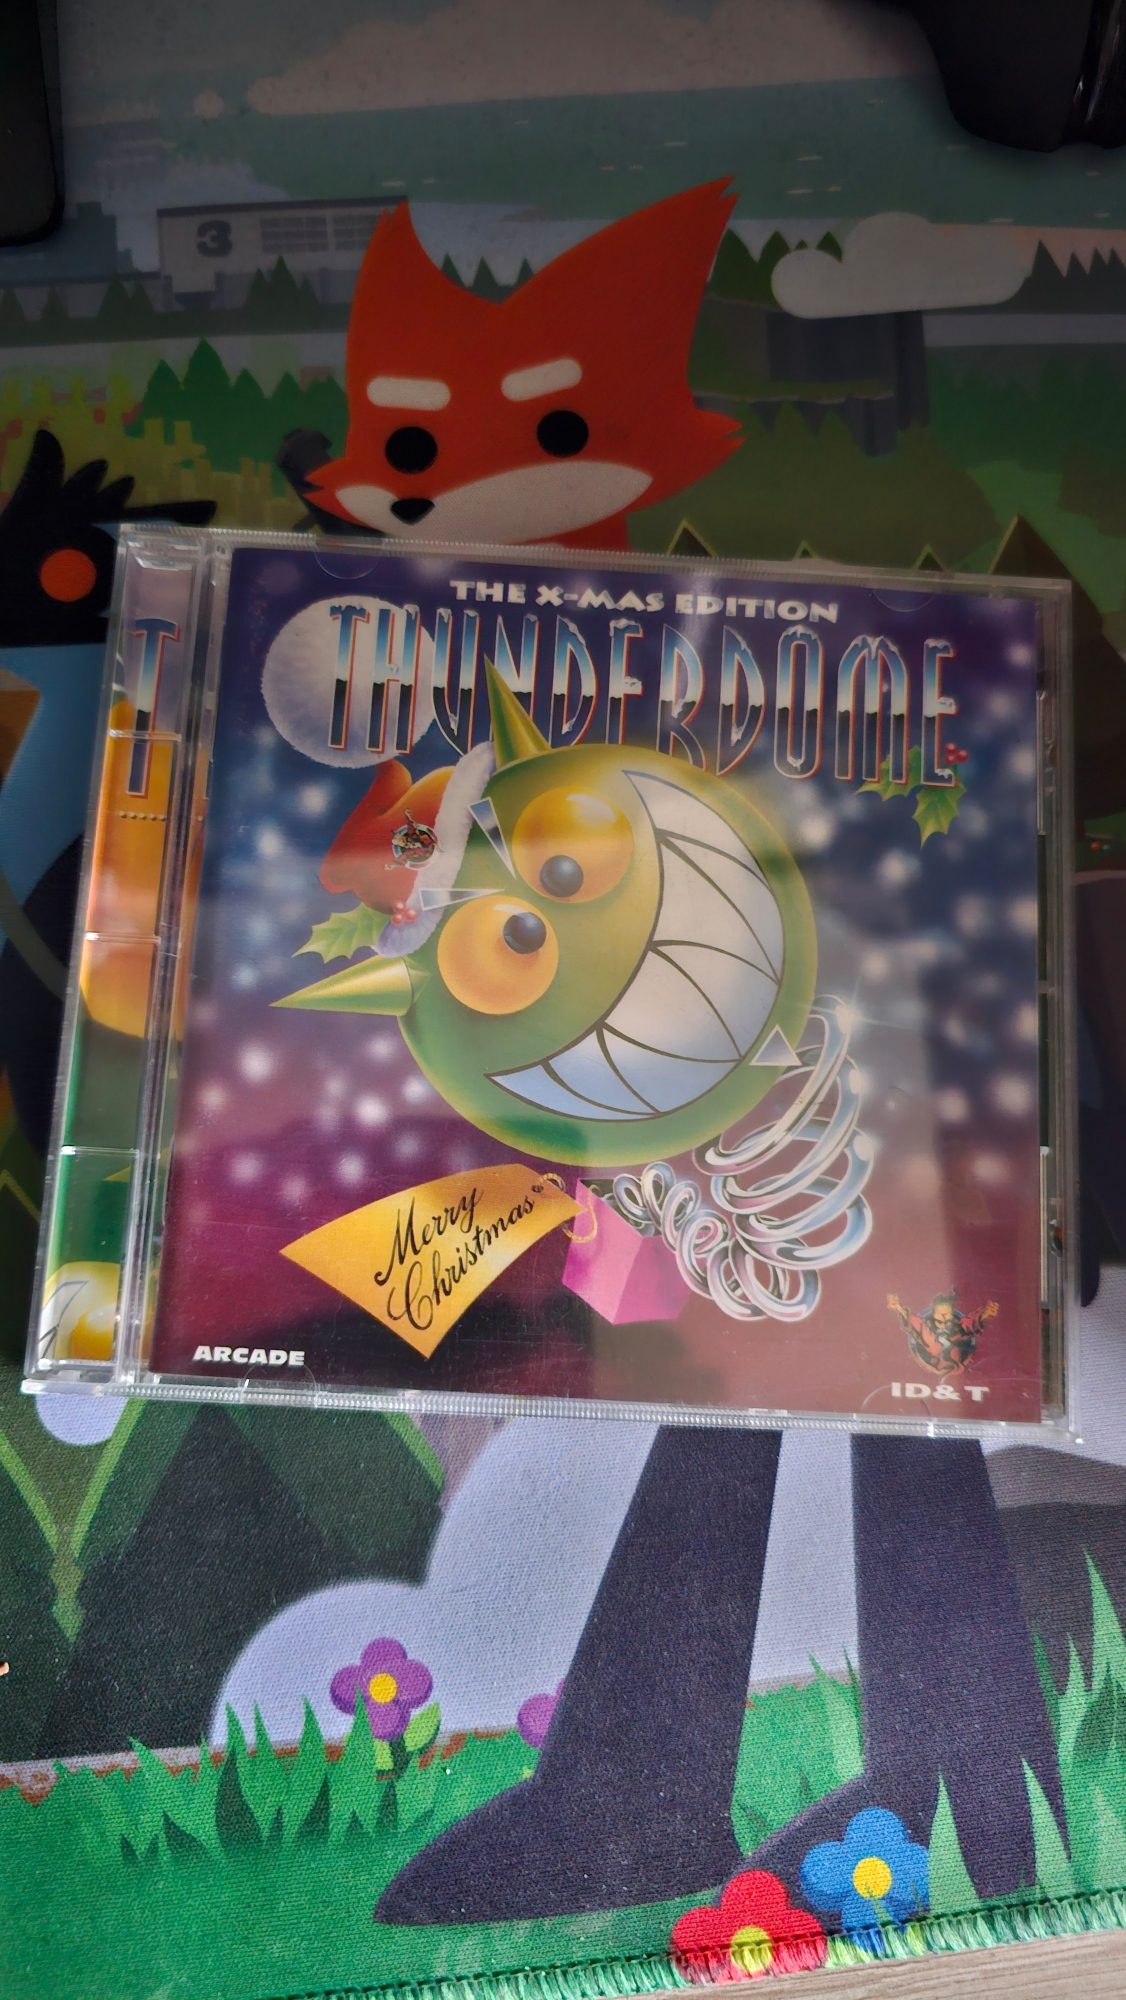 3
THE X-MAS EDITION
THUNDERDOME
T
Merry
Christmas
ARCADE
ID&T